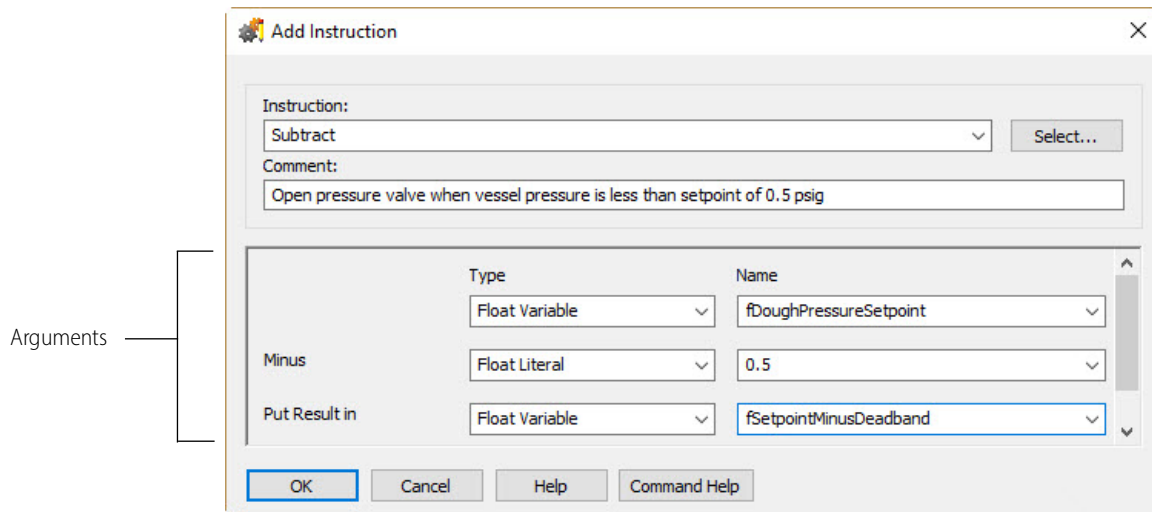 Add Instruction
Instruction:
Subtract
Select...
Comment:
Open pressure valve when vessel pressure is less than setpoint of 0.5 psig
Arguments
Type Name
Float Variable fDoughPressureSetpoint
Minus Float Literal 0.5
Put Result in Float Variable fSetpointMinusDeadband
OK Cancel Help Command Help